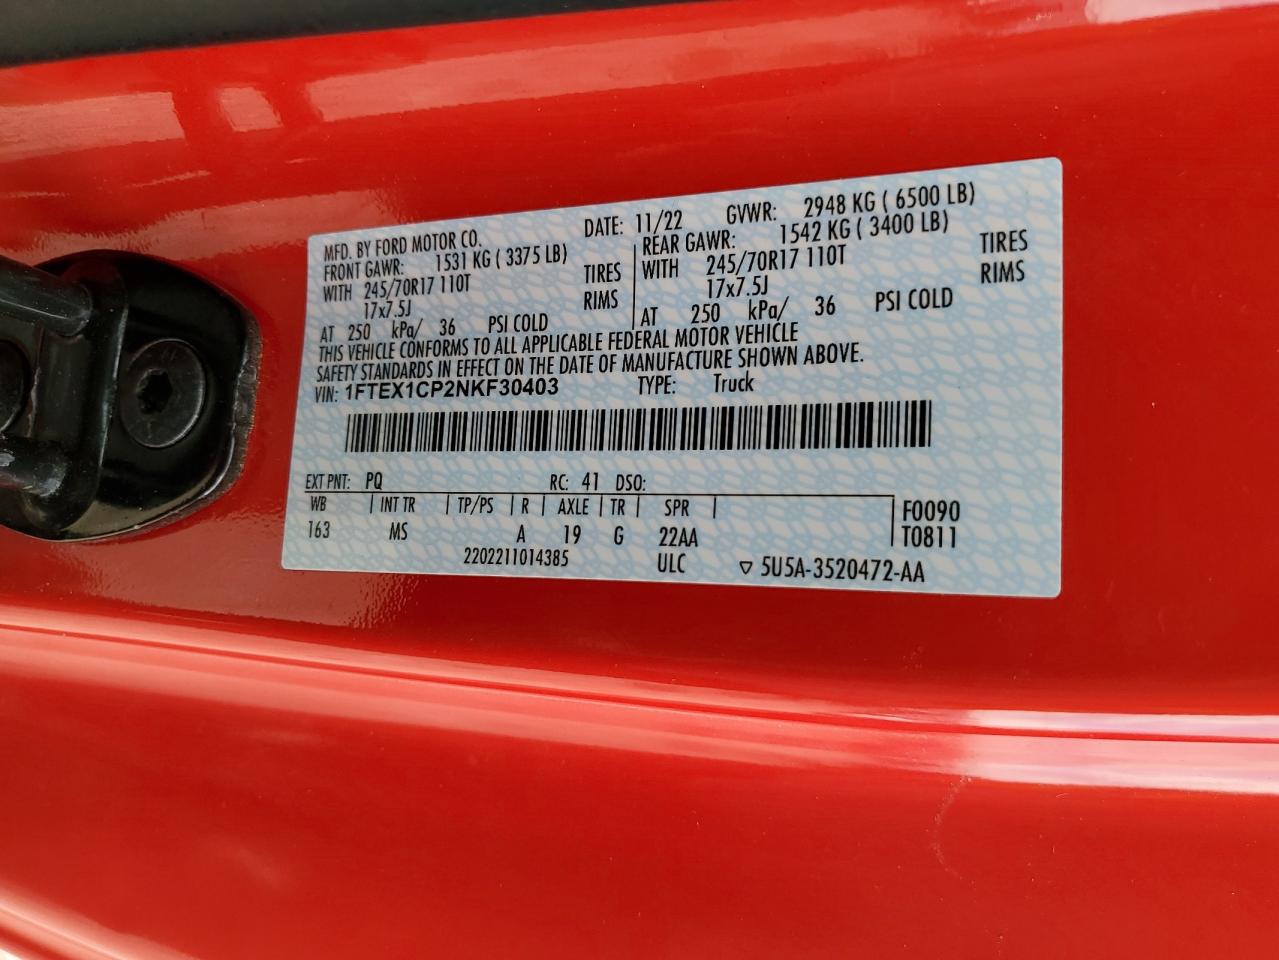 MFD. BY FORD MOTOR CO. DATE: 11/22 GVWR: 2948 KG ( 6500 LB)
FRONT GAWR: 1531 KG ( 3375 LB) REAR GAWR: 1542 KG ( 3400 LB)
WITH 245/70R17 110T TIRES WITH 245/70R17 110T TIRES
17x7.5J RIMS 17x7.5J RIMS
AT 250 kPa/ 36 PSI COLD AT 250 kPa/ 36 PSI COLD
THIS VEHICLE CONFORMS TO ALL APPLICABLE FEDERAL MOTOR VEHICLE
SAFETY STANDARDS IN EFFECT ON THE DATE OF MANUFACTURE SHOWN ABOVE.
VIN: 1FTEX1CP2NKF30403 TYPE: Truck
EXT PNT: PQ RC: 41 DSO:
WB INT TR TP/PS R AXLE TR SPR F0090
163 MS A 19 G 22AA T0811
2202211014385 ULC ▽ 5U5A-3520472-AA